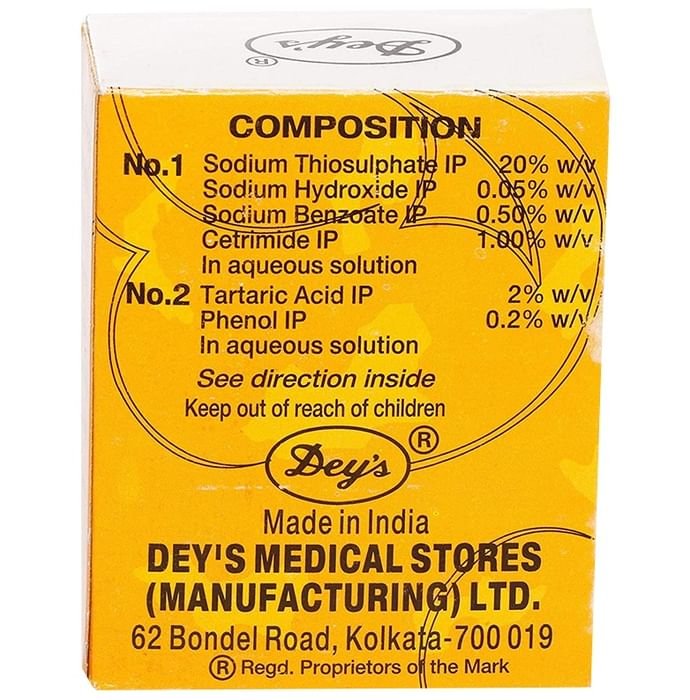 Dey's ®
COMPOSITION
No.1 Sodium Thiosulphate IP 20% w/v
Sodium Hydroxide IP 0.05% w/v
Sodium Benzoate IP 0.50% w/v
Cetrimide IP 1.00% w/v
In aqueous solution
No.2 Tartaric Acid IP 2% w/v
Phenol IP 0.2% w/v
In aqueous solution
See direction inside
Keep out of reach of children
Dey's ®
Made in India
DEY'S MEDICAL STORES
(MANUFACTURING) LTD.
62 Bondel Road, Kolkata-700 019
® Regd. Proprietors of the Mark